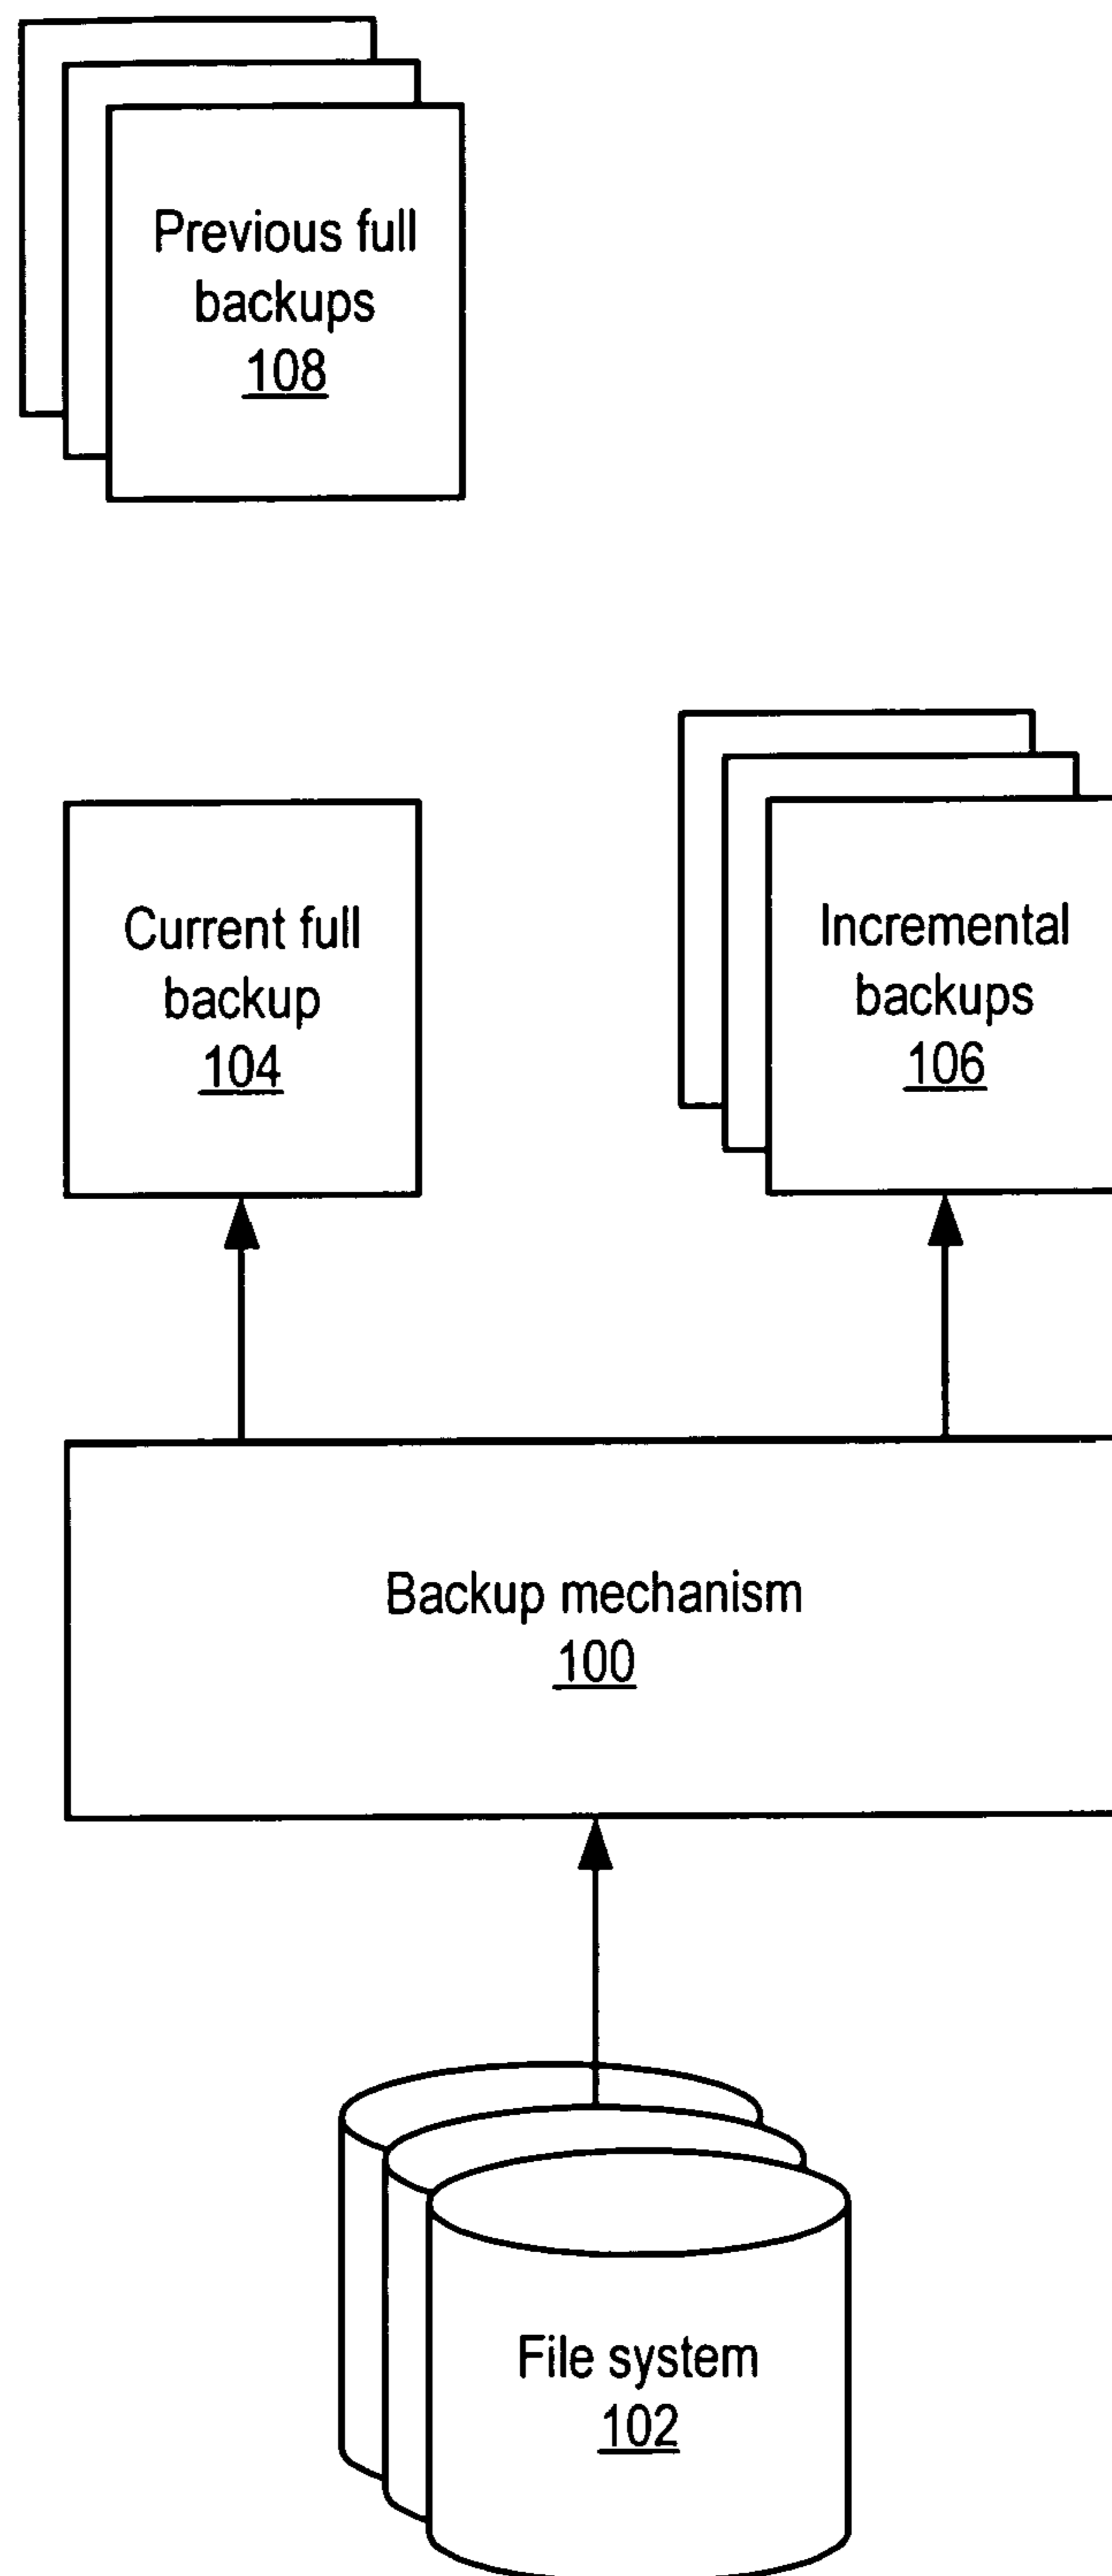 Previous full
backups
108
Current full
backup
104
Incremental
backups
106
Backup mechanism
100
File system
102